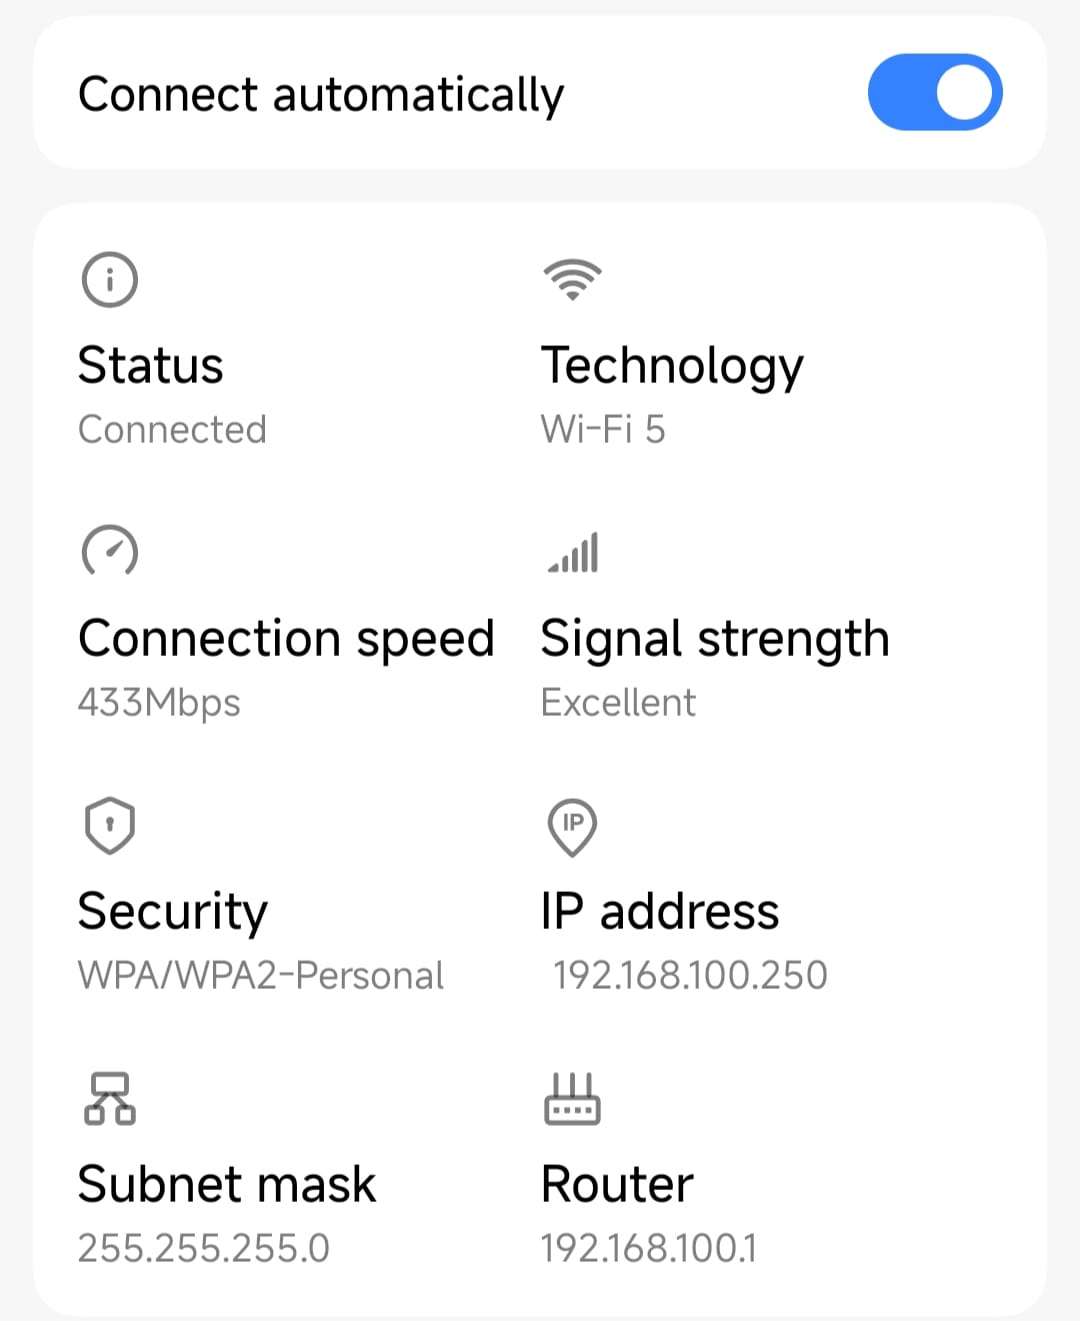 Connect automatically
Status
Connected
Technology
Wi-Fi 5
Connection speed
433Mbps
Signal strength
Excellent
Security
WPA/WPA2-Personal
IP
IP address
192.168.100.250
Subnet mask
255.255.255.0
Router
192.168.100.1